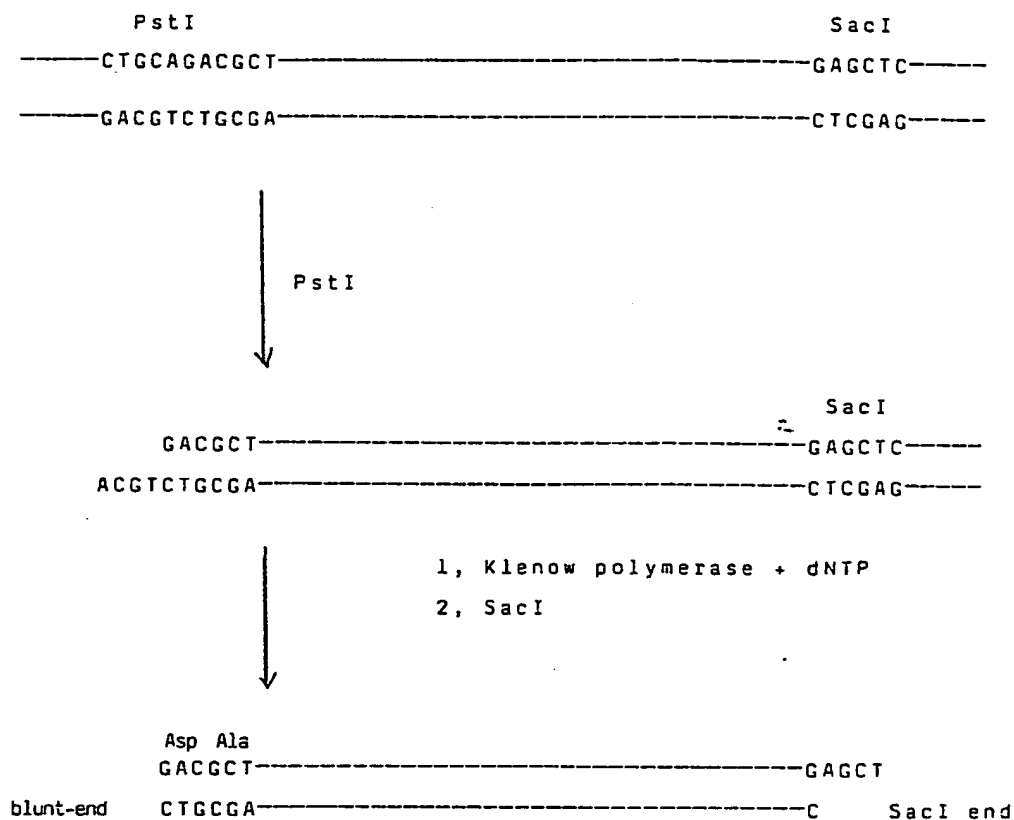 PstI SacI
-----CTGCAGACGCT--------------------------------GAGCTC-----
-----GACGTCTGCGA--------------------------------CTCGAG-----
PstI
SacI
GACGCT---------------------------------GAGCTC-----
ACGTCTGCGA---------------------------------CTCGAG-----
1, Klenow polymerase + dNTP
2, SacI
Asp Ala
GACGCT---------------------------------GAGCT
blunt-end CTGCGA---------------------------------C SacI end